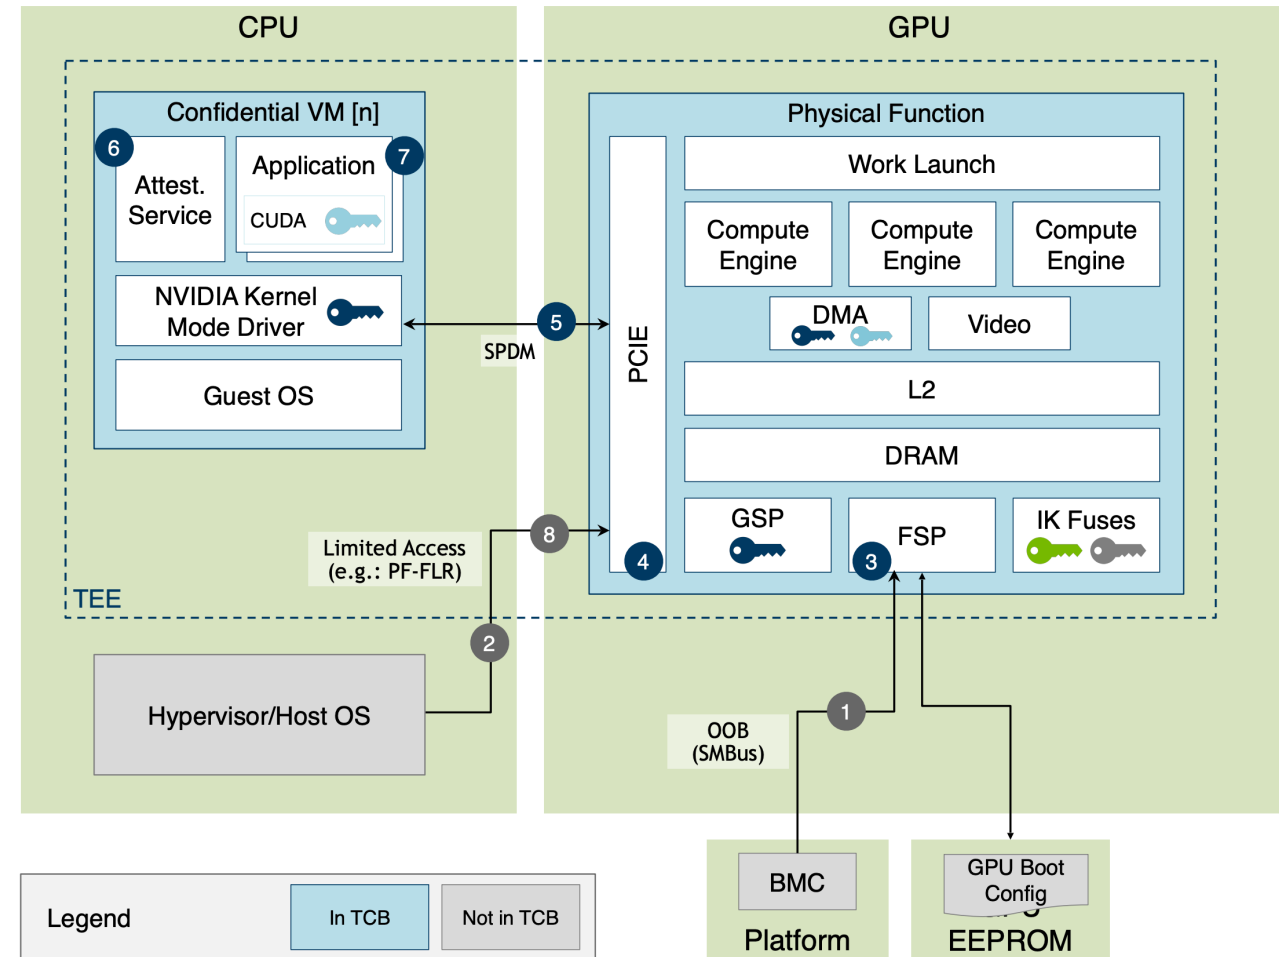 CPU
GPU
Confidential VM [n]
6
Attest.
Service
Application
7
CUDA
NVIDIA Kernel
Mode Driver
Guest OS
5
SPDM
Physical Function
PCIE
Work Launch
Compute
Engine
Compute
Engine
Compute
Engine
DMA
Video
L2
DRAM
GSP
FSP
IK Fuses
3
4
8
Limited Access
(e.g.: PF-FLR)
TEE
2
Hypervisor/Host OS
1
OOB
(SMBus)
BMC
Platform
GPU Boot
Config
EEPROM
Legend
In TCB
Not in TCB